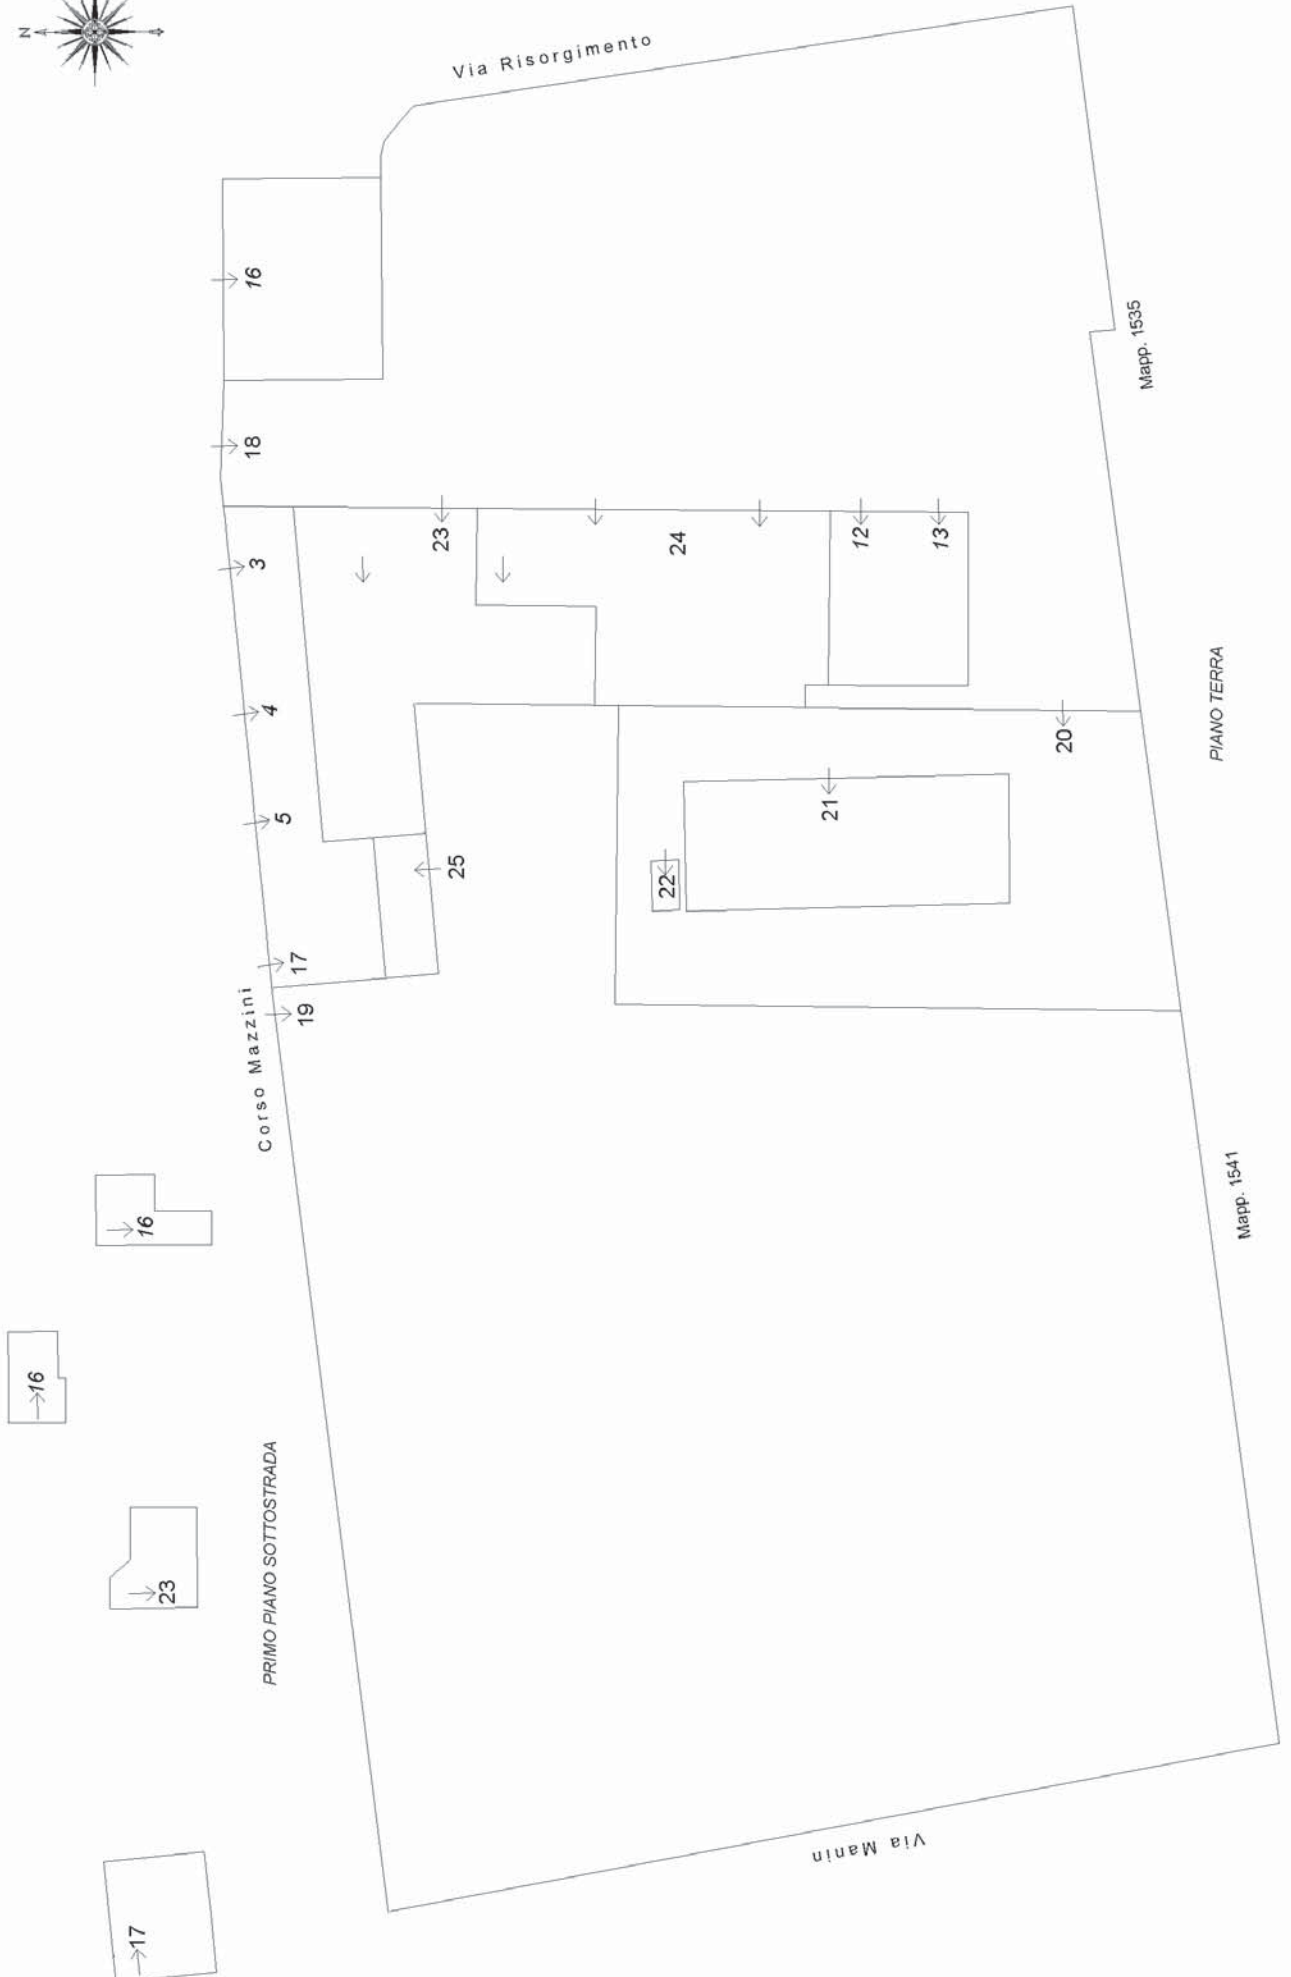 N
Via Risorgimento
16
18
3
23
24
12
13
Mapp. 1535
4
20
PIANO TERRA
5
21
25
22
17
19
Corso Mazzini
16
Mapp. 1541
16
23
PRIMO PIANO SOTTOSTRADA
Via Manin
17